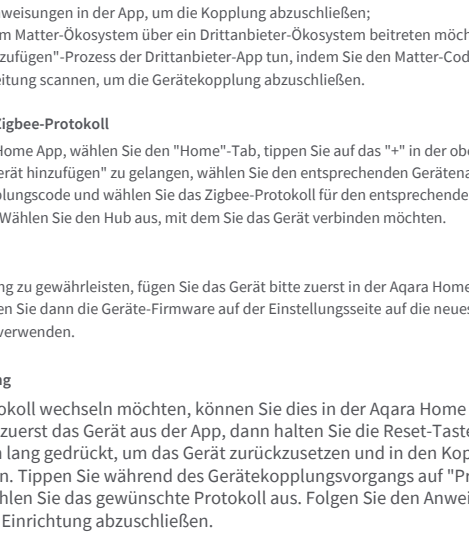 weisungen in der App, um die Kopplung abzuschließen;
m Matter-Ökosystem über ein Drittanbieter-Ökosystem beitreten möch
zufügen"-Prozess der Drittanbieter-App tun, indem Sie den Matter-Cod
eitung scannen, um die Gerätekopplung abzuschließen.
Zigbee-Protokoll
Home App, wählen Sie den "Home"-Tab, tippen Sie auf das "+" in der obe
erät hinzufügen" zu gelangen, wählen Sie den entsprechenden Gerätena
plungscode und wählen Sie das Zigbee-Protokoll für den entsprechende
Wählen Sie den Hub aus, mit dem Sie das Gerät verbinden möchten.
ng zu gewährleisten, fügen Sie das Gerät bitte zuerst in der Aqara Home
en Sie dann die Geräte-Firmware auf der Einstellungsseite auf die neues
verwenden.
ng
okoll wechseln möchten, können Sie dies in der Aqara Home
zuerst das Gerät aus der App, dann halten Sie die Reset-Taste
n lang gedrückt, um das Gerät zurückzusetzen und in den Kop
n. Tippen Sie während des Gerätekopplungsvorgangs auf "Pr
hlen Sie das gewünschte Protokoll aus. Folgen Sie den Anwei
Einrichtung abzuschließen.